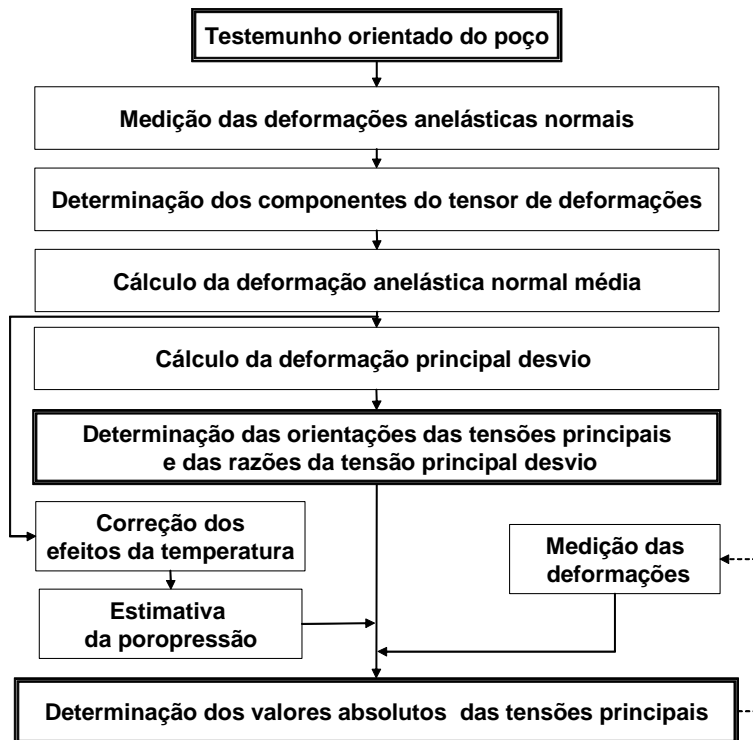 Testemunho orientado do poço
Medição das deformações anelásticas normais
Determinação dos componentes do tensor de deformações
Cálculo da deformação anelástica normal média
Cálculo da deformação principal desvio
Determinação das orientações das tensões principais
e das razões da tensão principal desvio
Correção dos
efeitos da temperatura
Medição das
deformações
Estimativa
da poropressão
Determinação dos valores absolutos das tensões principais